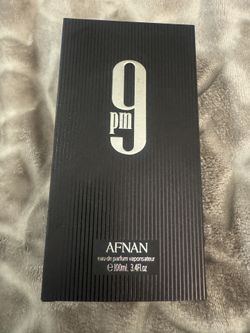 9
pm
AFNAN
eau de parfum vaporisateur
℮100ml. 3.4Fl.oz